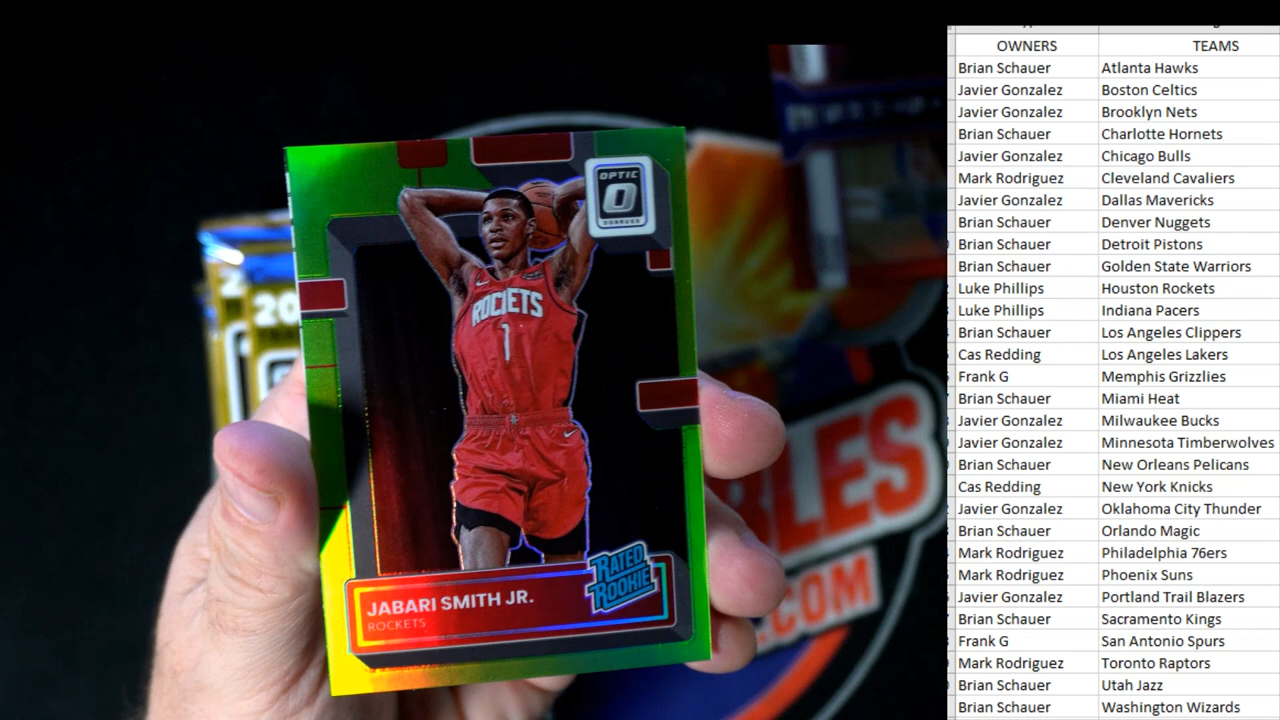 OPTIC
O
DONRUSS
ROCKETS
1
RATED
ROOKIE
JABARI SMITH JR.
ROCKETS
20
BLES
.COM
OWNERS TEAMS
Brian Schauer Atlanta Hawks
Javier Gonzalez Boston Celtics
Javier Gonzalez Brooklyn Nets
Brian Schauer Charlotte Hornets
Javier Gonzalez Chicago Bulls
Mark Rodriguez Cleveland Cavaliers
Javier Gonzalez Dallas Mavericks
Brian Schauer Denver Nuggets
Brian Schauer Detroit Pistons
Brian Schauer Golden State Warriors
Luke Phillips Houston Rockets
Luke Phillips Indiana Pacers
Brian Schauer Los Angeles Clippers
Cas Redding Los Angeles Lakers
Frank G Memphis Grizzlies
Brian Schauer Miami Heat
Javier Gonzalez Milwaukee Bucks
Javier Gonzalez Minnesota Timberwolves
Brian Schauer New Orleans Pelicans
Cas Redding New York Knicks
Javier Gonzalez Oklahoma City Thunder
Brian Schauer Orlando Magic
Mark Rodriguez Philadelphia 76ers
Mark Rodriguez Phoenix Suns
Javier Gonzalez Portland Trail Blazers
Brian Schauer Sacramento Kings
Frank G San Antonio Spurs
Mark Rodriguez Toronto Raptors
Brian Schauer Utah Jazz
Brian Schauer Washington Wizards